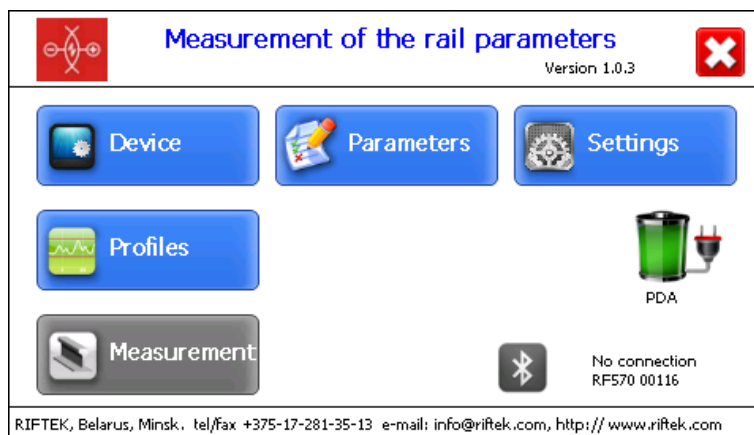 Measurement of the rail parameters
Version 1.0.3
Device
Parameters
Settings
Profiles
PDA
Measurement
No connection
RF570 00116
RIFTEK, Belarus, Minsk. tel/fax +375-17-281-35-13 e-mail: info@riftek.com, http:// www.riftek.com